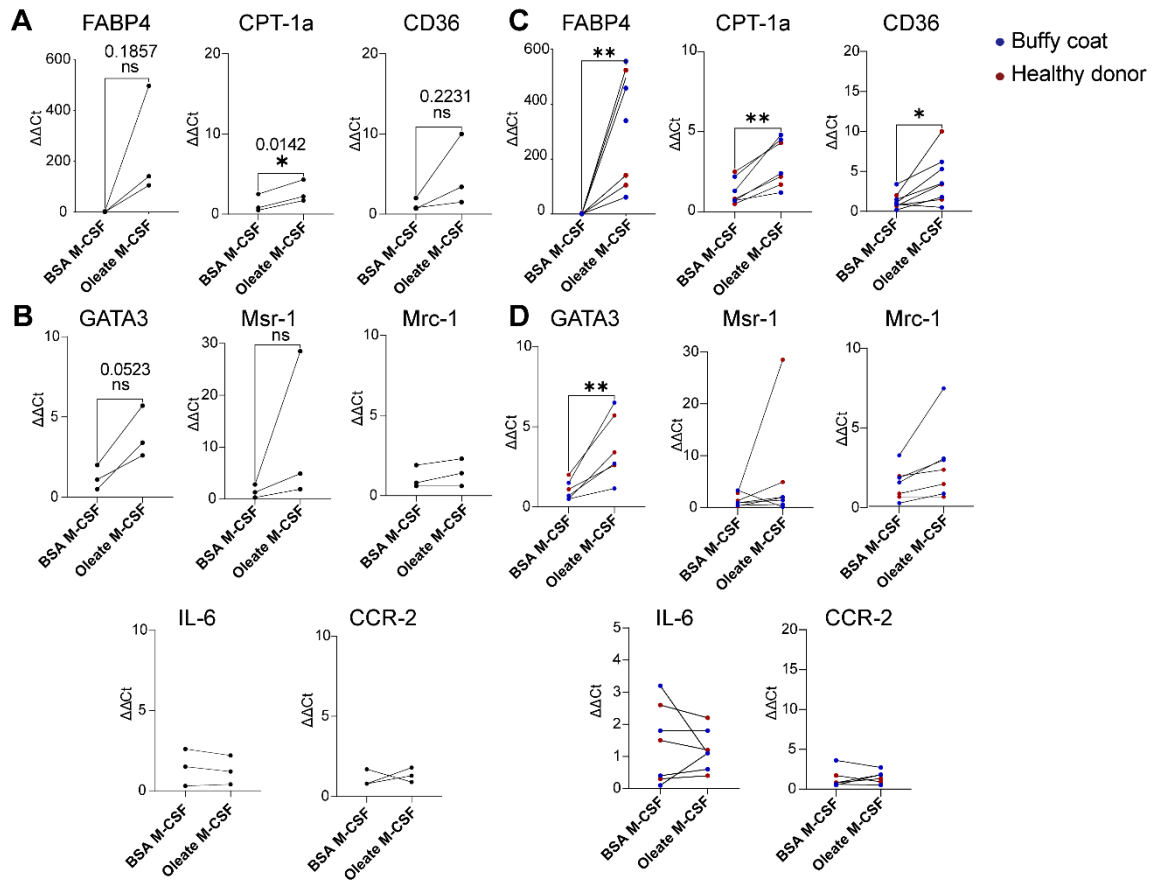 A
FABP4
0.1857
ns
ΔΔCt
600
400
200
0
BSA M-CSF
Oleate M-CSF
CPT-1a
0.0142
*
ΔΔCt
20
15
10
5
0
BSA M-CSF
Oleate M-CSF
CD36
0.2231
ns
ΔΔCt
20
15
10
5
0
BSA M-CSF
Oleate M-CSF
C
FABP4
**
ΔΔCt
600
400
200
0
BSA M-CSF
Oleate M-CSF
CPT-1a
**
ΔΔCt
10
5
0
BSA M-CSF
Oleate M-CSF
CD36
*
ΔΔCt
20
15
10
5
0
BSA M-CSF
Oleate M-CSF
Buffy coat
Healthy donor
B
GATA3
0.0523
ns
ΔΔCt
10
5
0
BSA M-CSF
Oleate M-CSF
Msr-1
ns
ΔΔCt
30
20
10
0
BSA M-CSF
Oleate M-CSF
Mrc-1
ΔΔCt
10
5
0
BSA M-CSF
Oleate M-CSF
D
GATA3
**
ΔΔCt
10
5
0
BSA M-CSF
Oleate M-CSF
Msr-1
ΔΔCt
30
20
10
0
BSA M-CSF
Oleate M-CSF
Mrc-1
ΔΔCt
10
5
0
BSA M-CSF
Oleate M-CSF
IL-6
ΔΔCt
10
5
0
BSA M-CSF
Oleate M-CSF
CCR-2
ΔΔCt
10
5
0
BSA M-CSF
Oleate M-CSF
IL-6
ΔΔCt
5
4
3
2
1
0
BSA M-CSF
Oleate M-CSF
CCR-2
ΔΔCt
20
15
10
5
0
BSA M-CSF
Oleate M-CSF